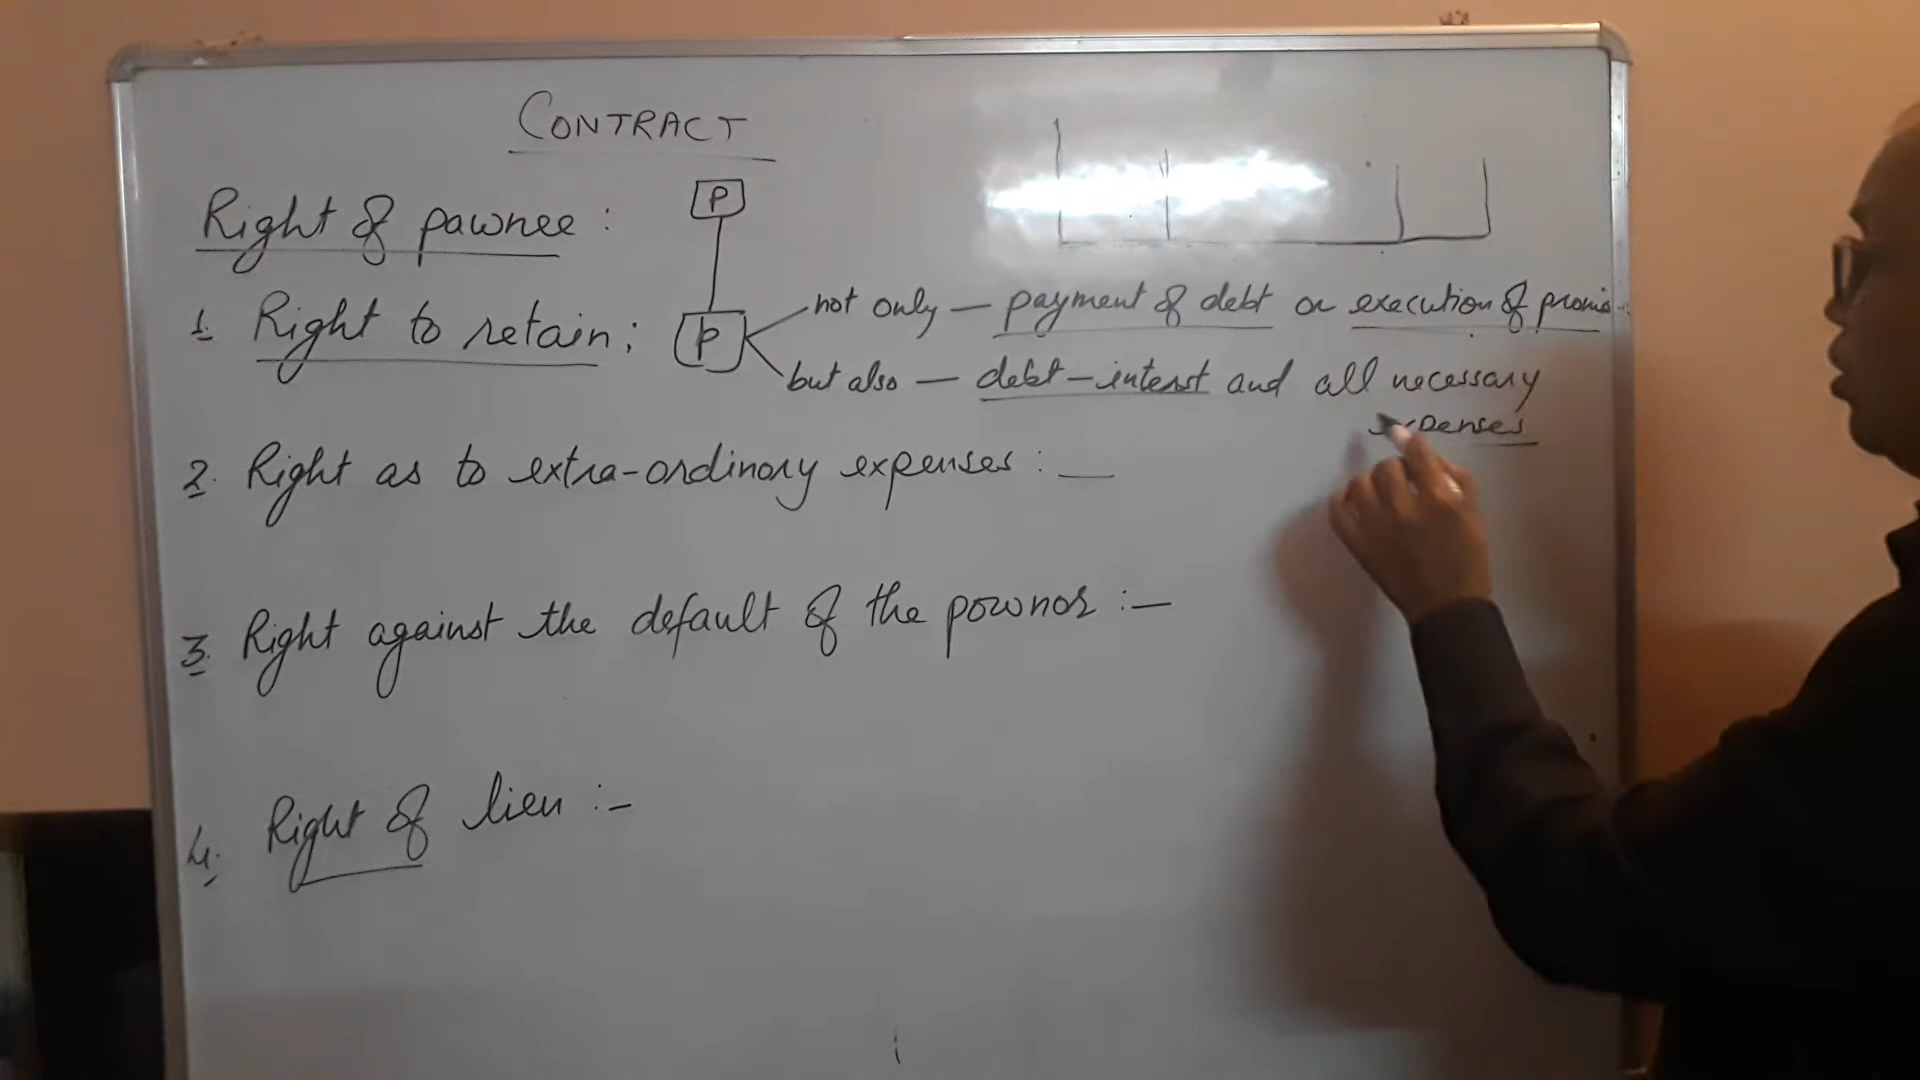 CONTRACT
Right of pawnee :
P
1. Right to retain :
P
not only — payment of debt or execution of promis
but also — debt-interest and all necessary
expenses
2. Right as to extra-ordinary expenses : —
3. Right against the default of the pownor :—
4. Right of lien :-